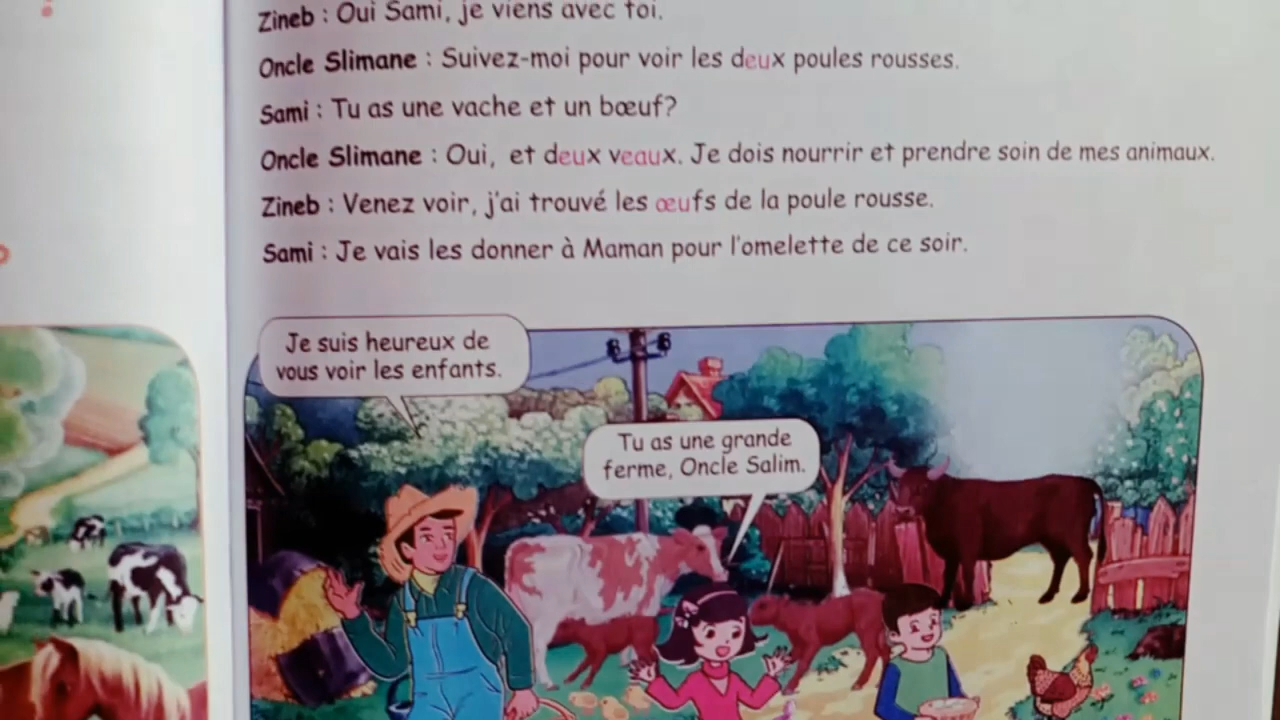 Zineb : Oui Sami, je viens avec toi.
Oncle Slimane : Suivez-moi pour voir les deux poules rousses.
Sami : Tu as une vache et un bœuf?
Oncle Slimane : Oui, et deux veaux. Je dois nourrir et prendre soin de mes animaux.
Zineb : Venez voir, j'ai trouvé les œufs de la poule rousse.
Sami : Je vais les donner à Maman pour l'omelette de ce soir.
Je suis heureux de
vous voir les enfants.
Tu as une grande
ferme, Oncle Salim.